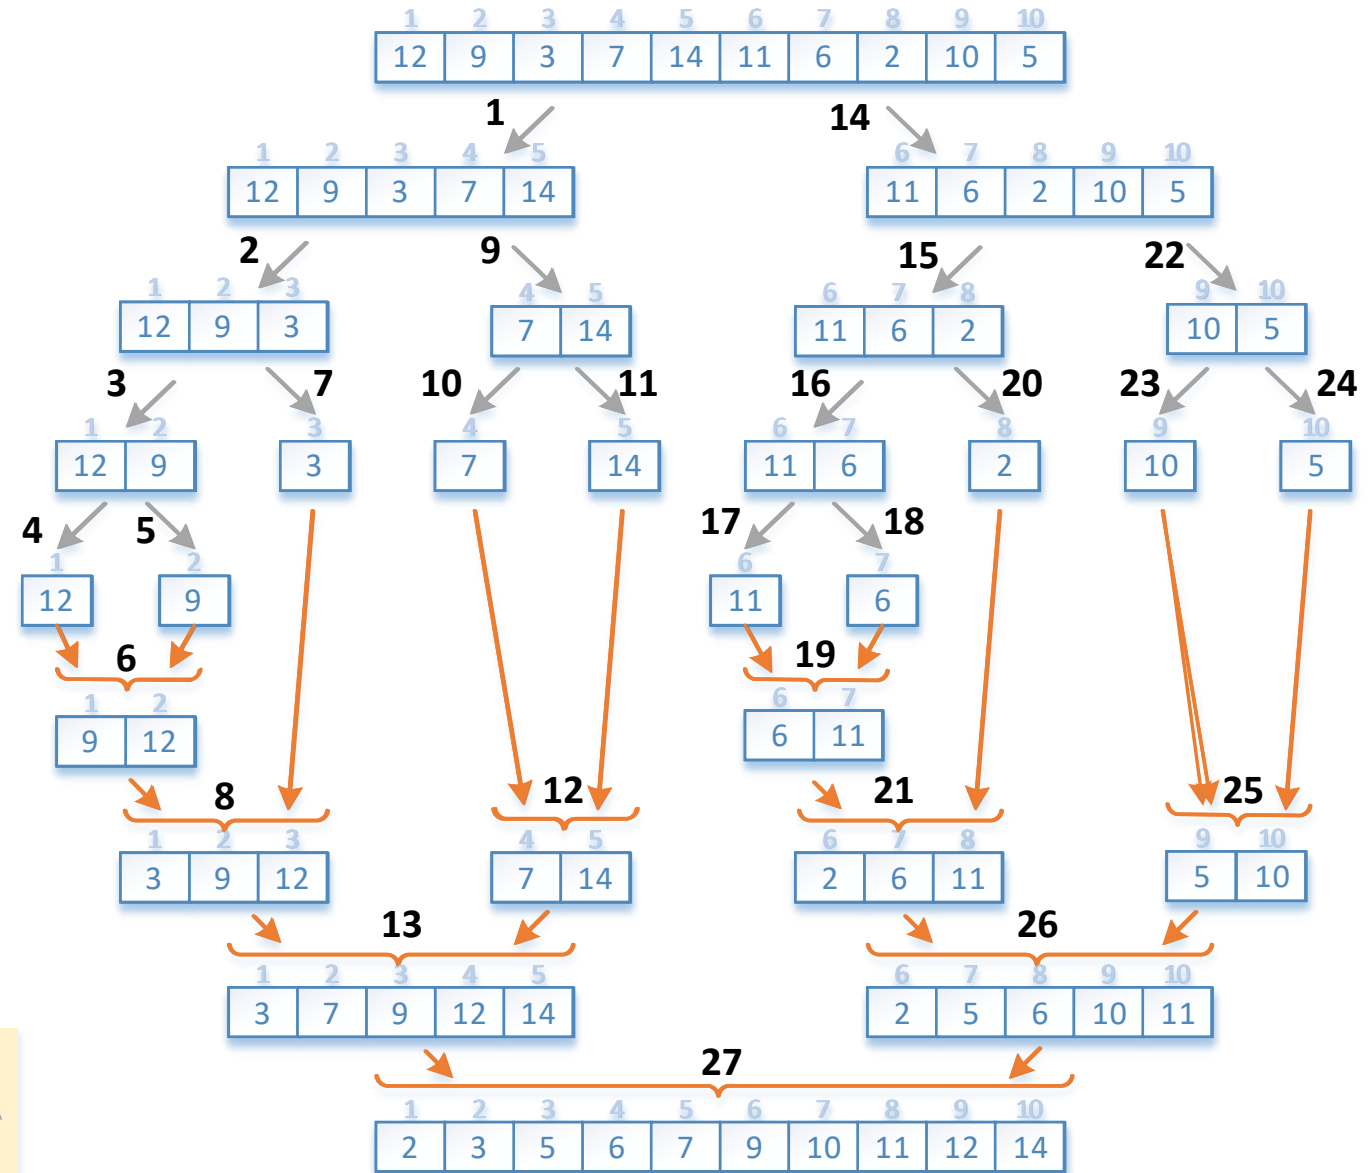 1 2 3 4 5 6 7 8 9 10
12 9 3 7 14 11 6 2 10 5
1 14
1 2 3 4 5 6 7 8 9 10
12 9 3 7 14 11 6 2 10 5
2 9 15 22
1 2 3 4 5 6 7 8 9 10
12 9 3 7 14 11 6 2 10 5
3 7 10 11 16 20 23 24
1 2 3 4 5 6 7 8 9 10
12 9 3 7 14 11 6 2 10 5
4 5 17 18
1 2 6 7
12 9 11 6
6 19
1 2 6 7
9 12 6 11
8 12 21 25
1 2 3 4 5 6 7 8 9 10
3 9 12 7 14 2 6 11 5 10
13 26
1 2 3 4 5 6 7 8 9 10
3 7 9 12 14 2 5 6 10 11
27
1 2 3 4 5 6 7 8 9 10
2 3 5 6 7 9 10 11 12 14